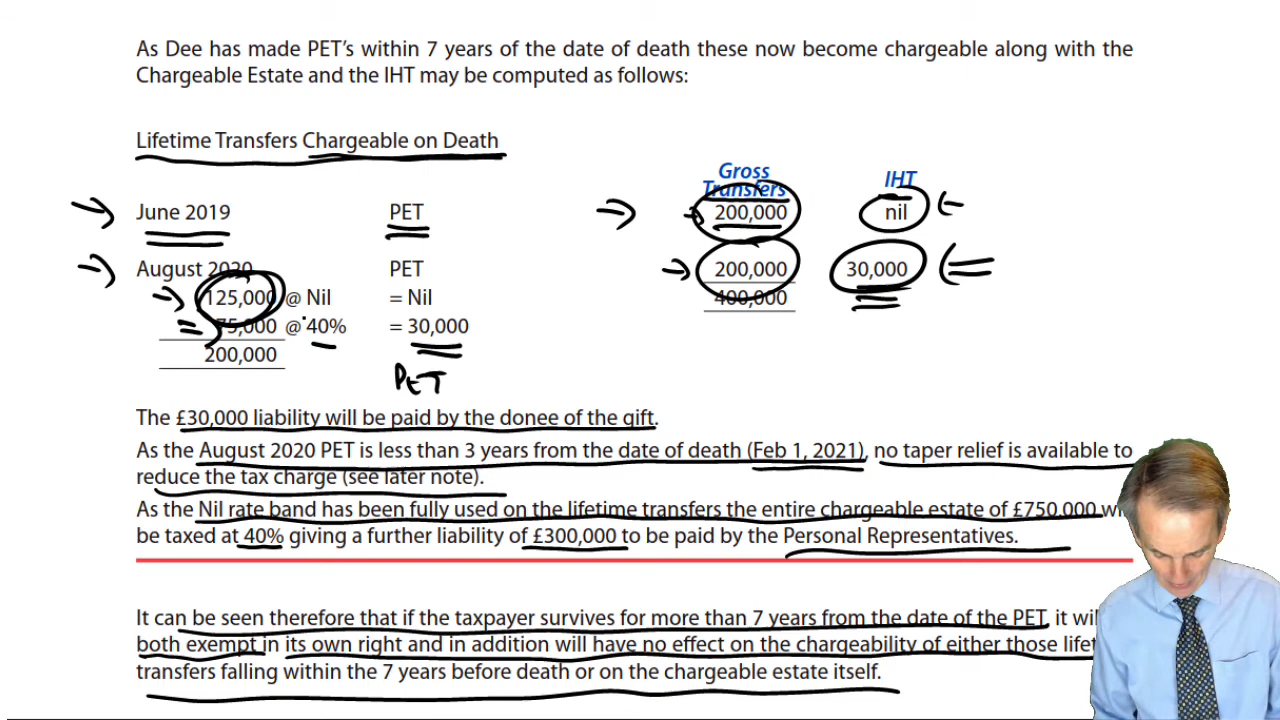 As Dee has made PET's within 7 years of the date of death these now become chargeable along with the
Chargeable Estate and the IHT may be computed as follows:
Lifetime Transfers Chargeable on Death
Gross
Transfers
IHT
June 2019 PET 200,000 nil
August 2020 PET 200,000 30,000
125,000 @ Nil = Nil 400,000
75,000 @ 40% = 30,000
200,000
PET
The £30,000 liability will be paid by the donee of the gift.
As the August 2020 PET is less than 3 years from the date of death (Feb 1, 2021), no taper relief is available to
reduce the tax charge (see later note).
As the Nil rate band has been fully used on the lifetime transfers the entire chargeable estate of £750,000
be taxed at 40% giving a further liability of £300,000 to be paid by the Personal Representatives.
It can be seen therefore that if the taxpayer survives for more than 7 years from the date of the PET, it
both exempt in its own right and in addition will have no effect on the chargeability of either those
transfers falling within the 7 years before death or on the chargeable estate itself.